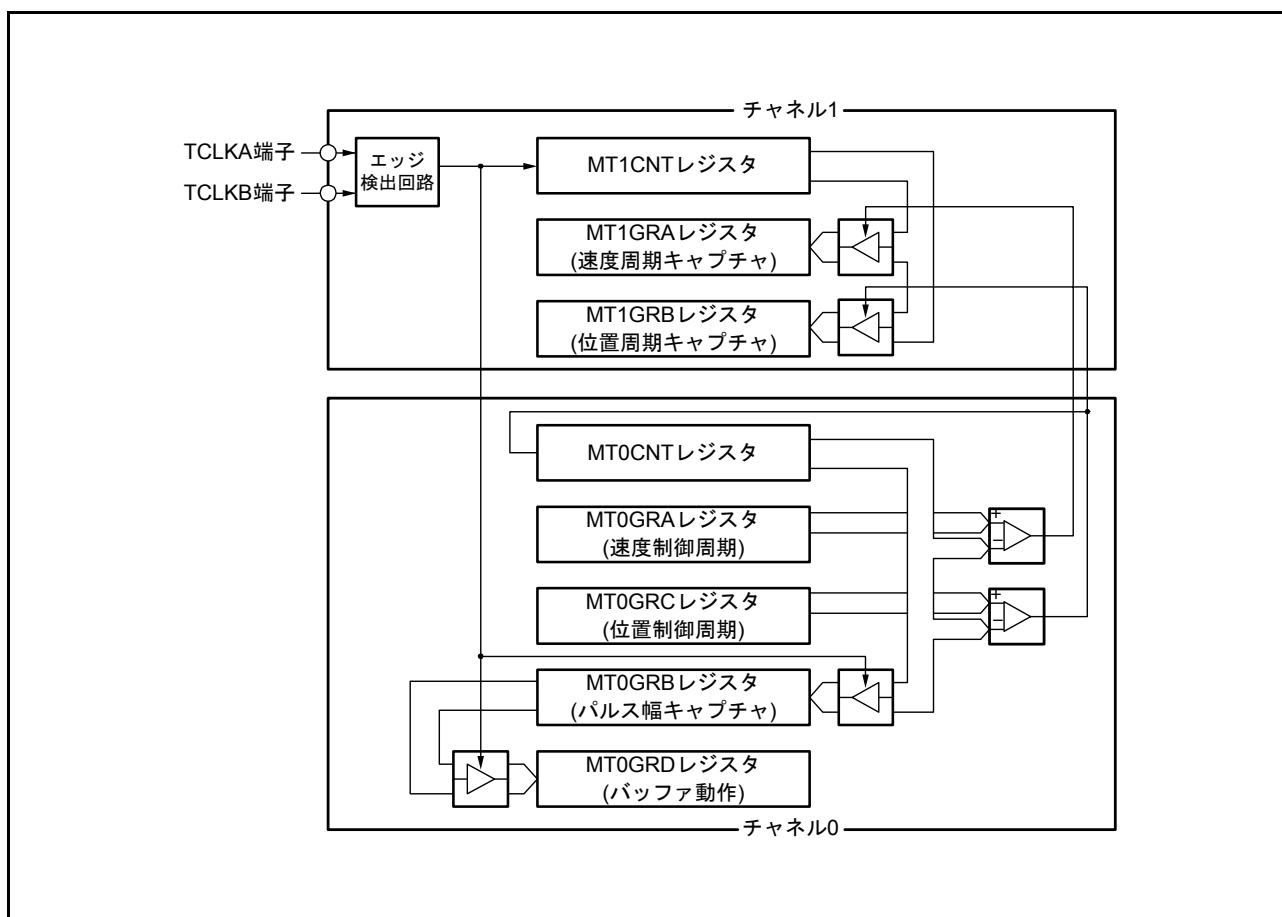 チャネル1
TCLKA端子
TCLKB端子
エッジ
検出回路
MT1CNTレジスタ
MT1GRAレジスタ
(速度周期キャプチャ)
MT1GRBレジスタ
(位置周期キャプチャ)
MT0CNTレジスタ
MT0GRAレジスタ
(速度制御周期)
+
−
MT0GRCレジスタ
(位置制御周期)
+
−
MT0GRBレジスタ
(パルス幅キャプチャ)
MT0GRDレジスタ
(バッファ動作)
チャネル0